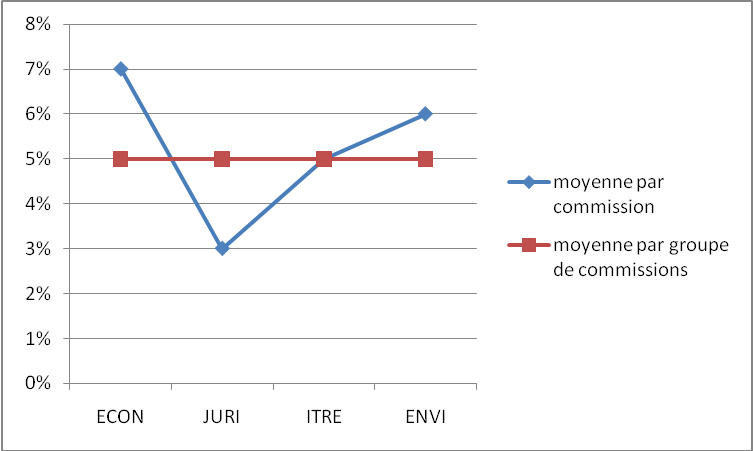 8%
7%
6%
5%
4%
3%
2%
1%
0%
ECON JURI ITRE ENVI
moyenne par
commission
moyenne par groupe
de commissions